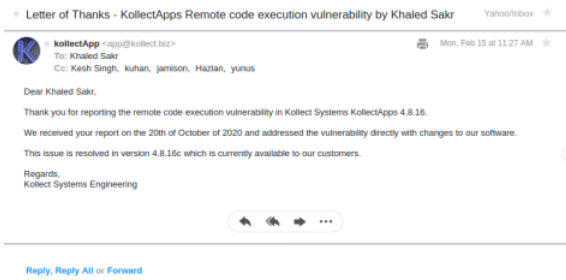 Letter of Thanks - KollectApps Remote code execution vulnerability by Khaled Sakr
Yahoo/Inbox
K
kollectApp <app@kollect.biz>
Mon, Feb 15 at 11:27 AM
To: Khaled Sakr
Cc: Kesh Singh, kuhan, jamison, Hazlan, yunus
Dear Khaled Sakr,
Thank you for reporting the remote code execution vulnerability in Kollect Systems KollectApps 4.8.16.
We received your report on the 20th of October of 2020 and addressed the vulnerability directly with changes to our software.
This issue is resolved in version 4.8.16c which is currently available to our customers.
Regards,
Kollect Systems Engineering
Reply, Reply All or Forward